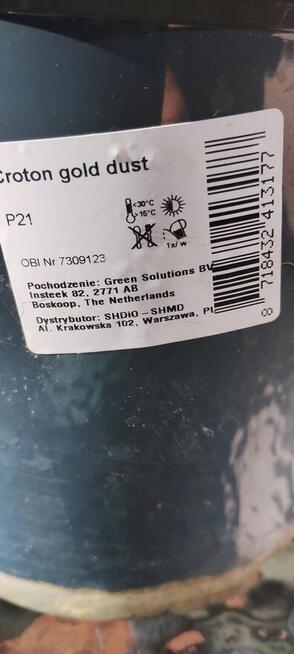 Croton gold dust
P21
<30°C
>15°C
1x/w
OBI Nr 7309123
Pochodzenie: Green Solutions BV
Insteek 82, 2771 AB
Boskoop, The Netherlands
Dystrybutor: SHDiO -SHMD
Al. Krakowska 102, Warszawa, PL
718432 413177
00